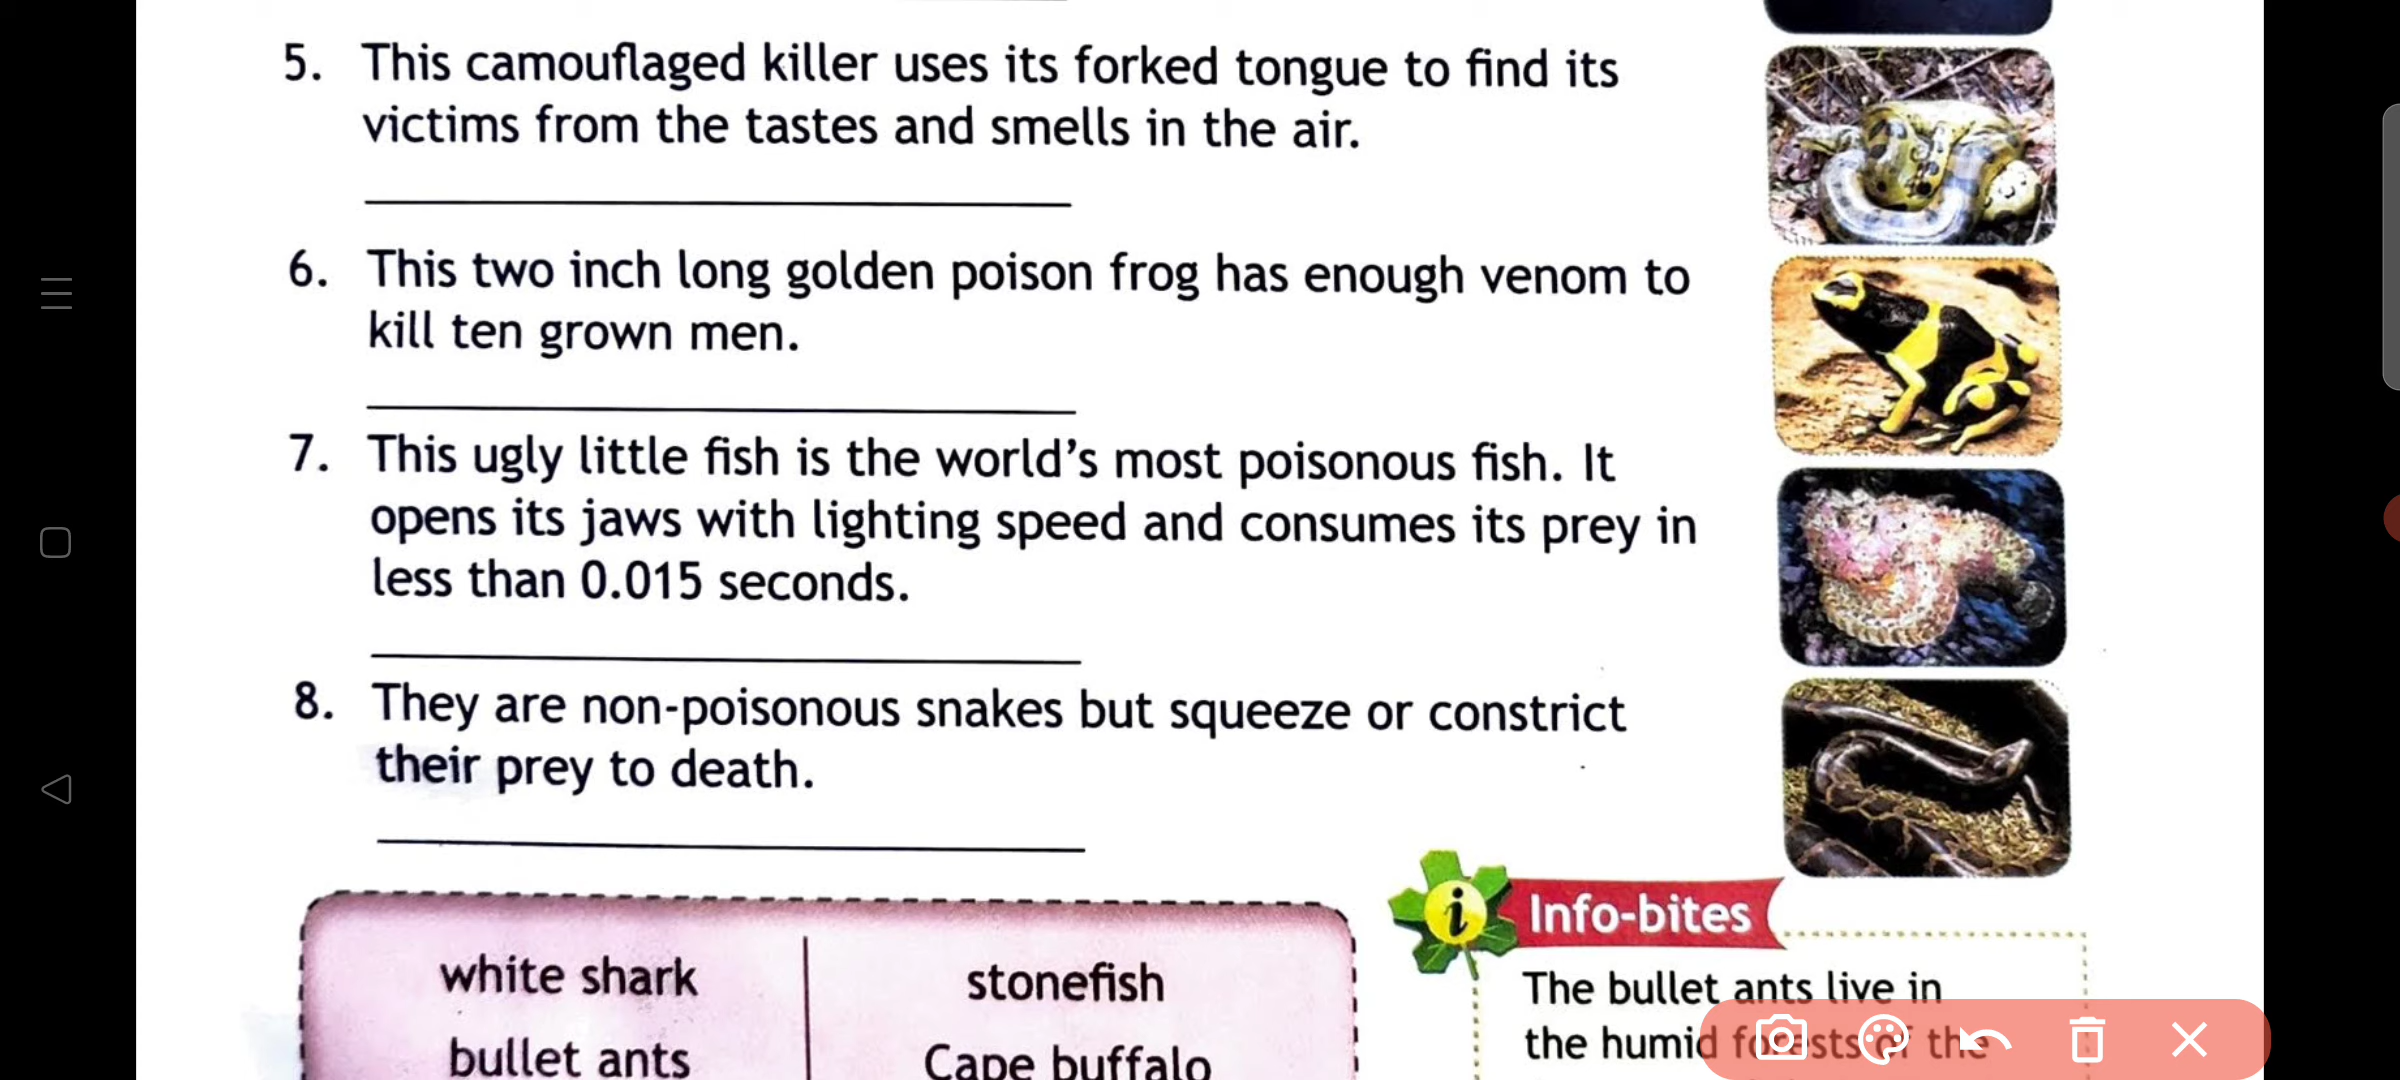 5. This camouflaged killer uses its forked tongue to find its
victims from the tastes and smells in the air.
6. This two inch long golden poison frog has enough venom to
kill ten grown men.
7. This ugly little fish is the world's most poisonous fish. It
opens its jaws with lighting speed and consumes its prey in
less than 0.015 seconds.
8. They are non-poisonous snakes but squeeze or constrict
their prey to death.
white shark
bullet ants
stonefish
Cape buffalo
i Info-bites
The bullet ants live in
the humid forests of the